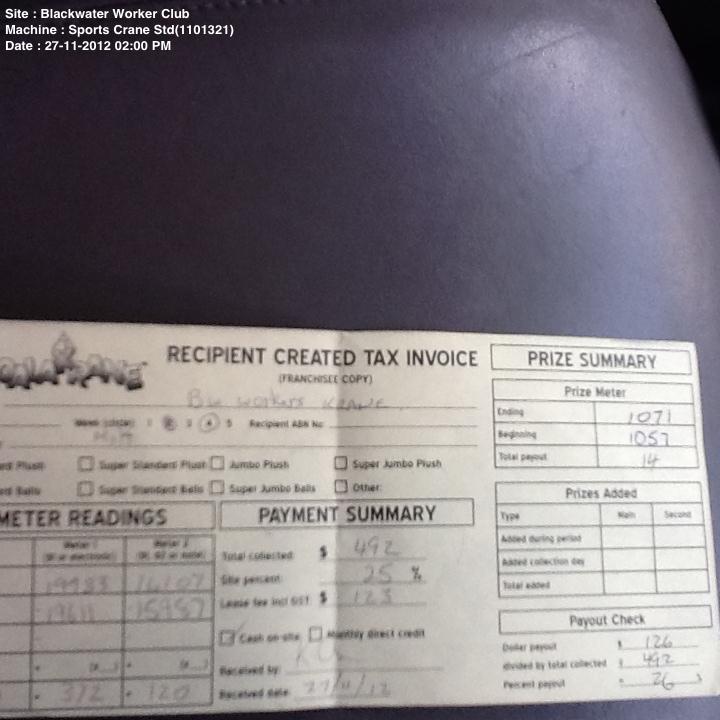 Site : Blackwater Worker Club
Machine : Sports Crane Std(1101321)
Date : 27-11-2012 02:00 PM
RECIPIENT CREATED TAX INVOICE
(FRANCHISEE COPY)
BW workers KRANE
Recipient ABN No
Super Standard Plush Jumbo Plush Super Jumbo Plush
Super Standard Balls Super Jumbo Balls Other:
METER READINGS
19983 16107
19611 15987
372 120
PAYMENT SUMMARY
Total collected: $ 492
Site percent: 25 %
Lease fee incl GST: $ 123
Cash on-site Monthly direct credit
Received by:
Received date: 27/11/12
PRIZE SUMMARY
Prize Meter
Ending 1071
Beginning 1057
Total payout 14
Prizes Added
Type Main Second
Added during period
Added collection day
Total added
Payout Check
Dollar payout $ 126
divided by total collected $ 492
Percent payout 26